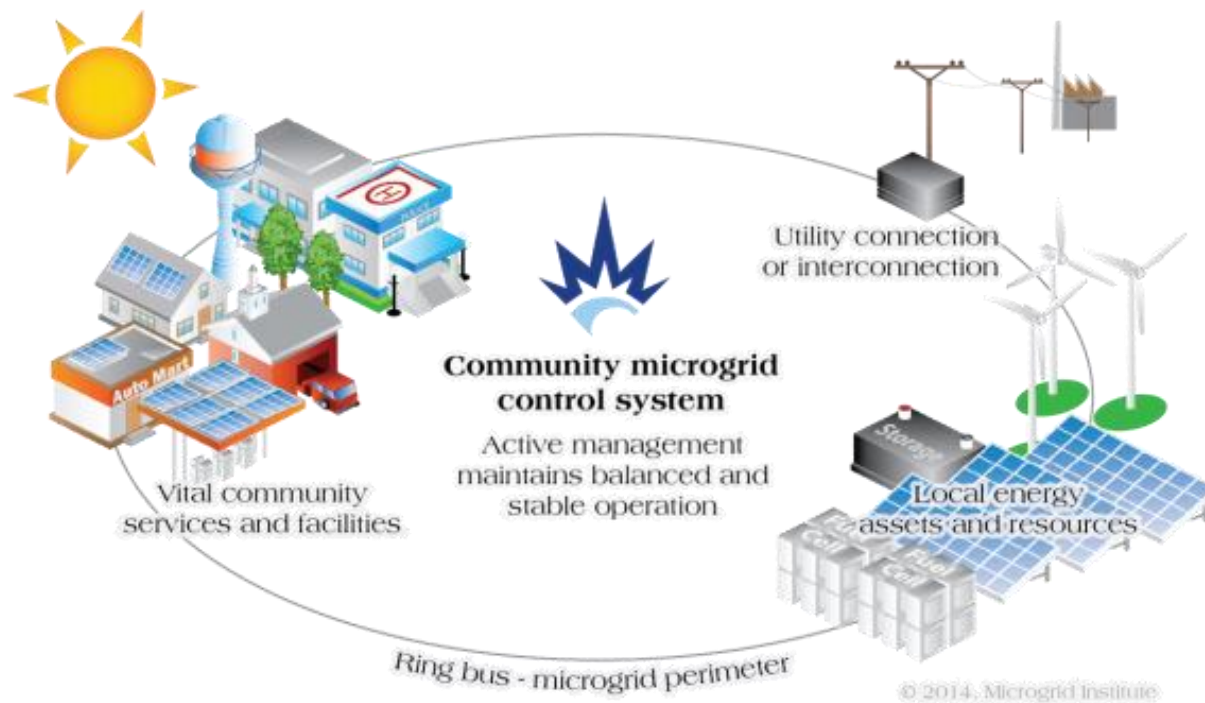 Utility connection
or interconnection
Community microgrid
control system
Active management
maintains balanced and
stable operation
Auto Mart
Vital community
services and facilities
H
Storage
Local energy
assets and resources
Fuel
Cell
Fuel
Cell
Ring bus - microgrid perimeter
© 2014, Microgrid Institute